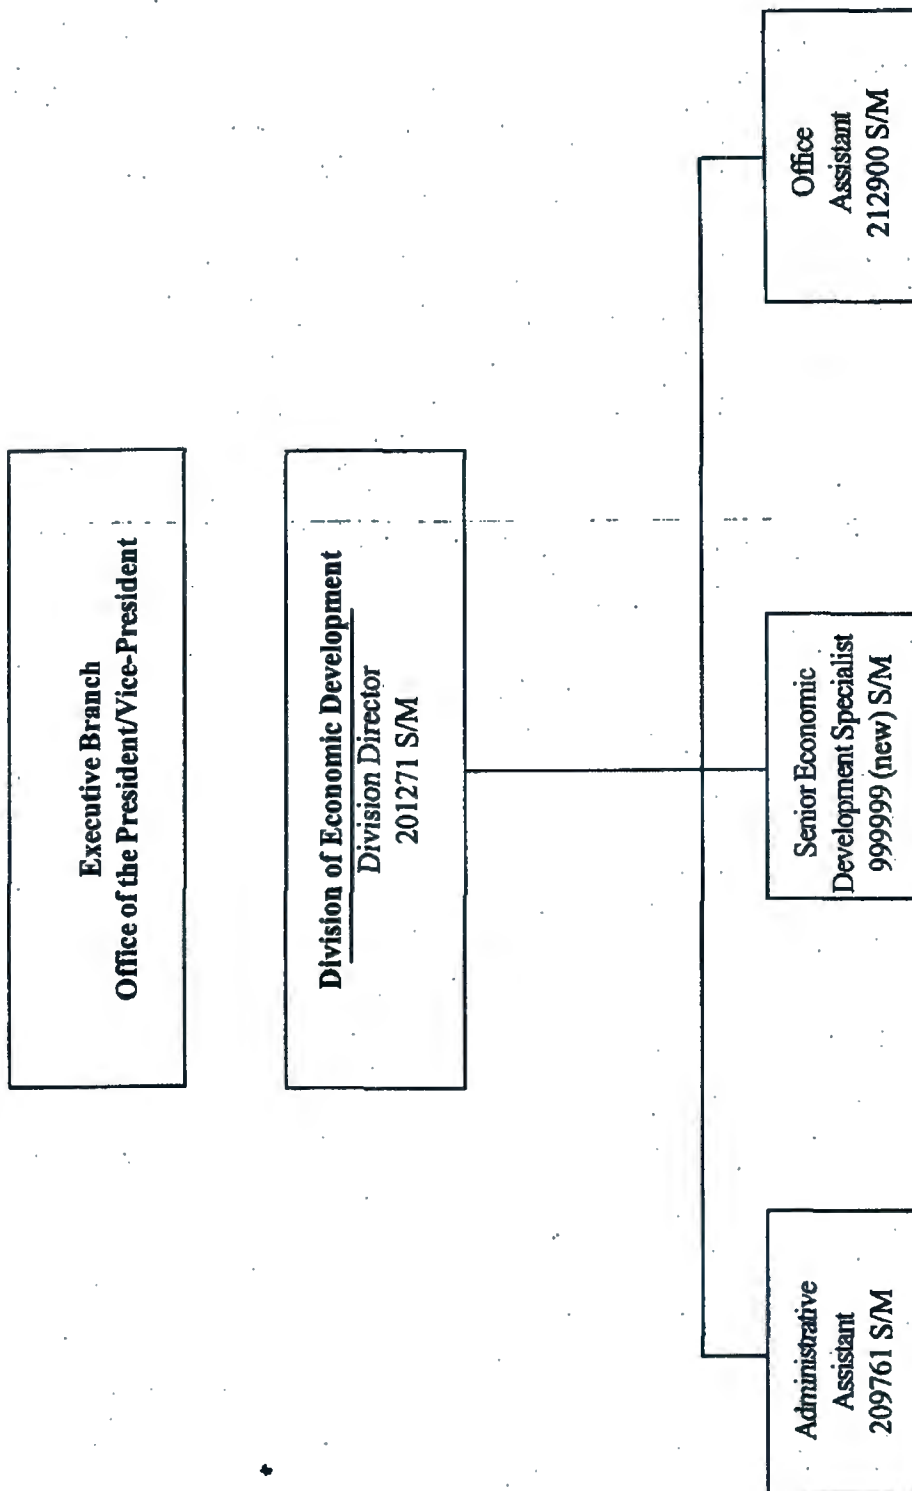 Executive Branch
Office of the President/Vice-President
Division of Economic Development
Division Director
201271 S/M
Administrative
Assistant
209761 S/M
Senior Economic
Development Specialist
999999 (new) S/M
Office
Assistant
212900 S/M